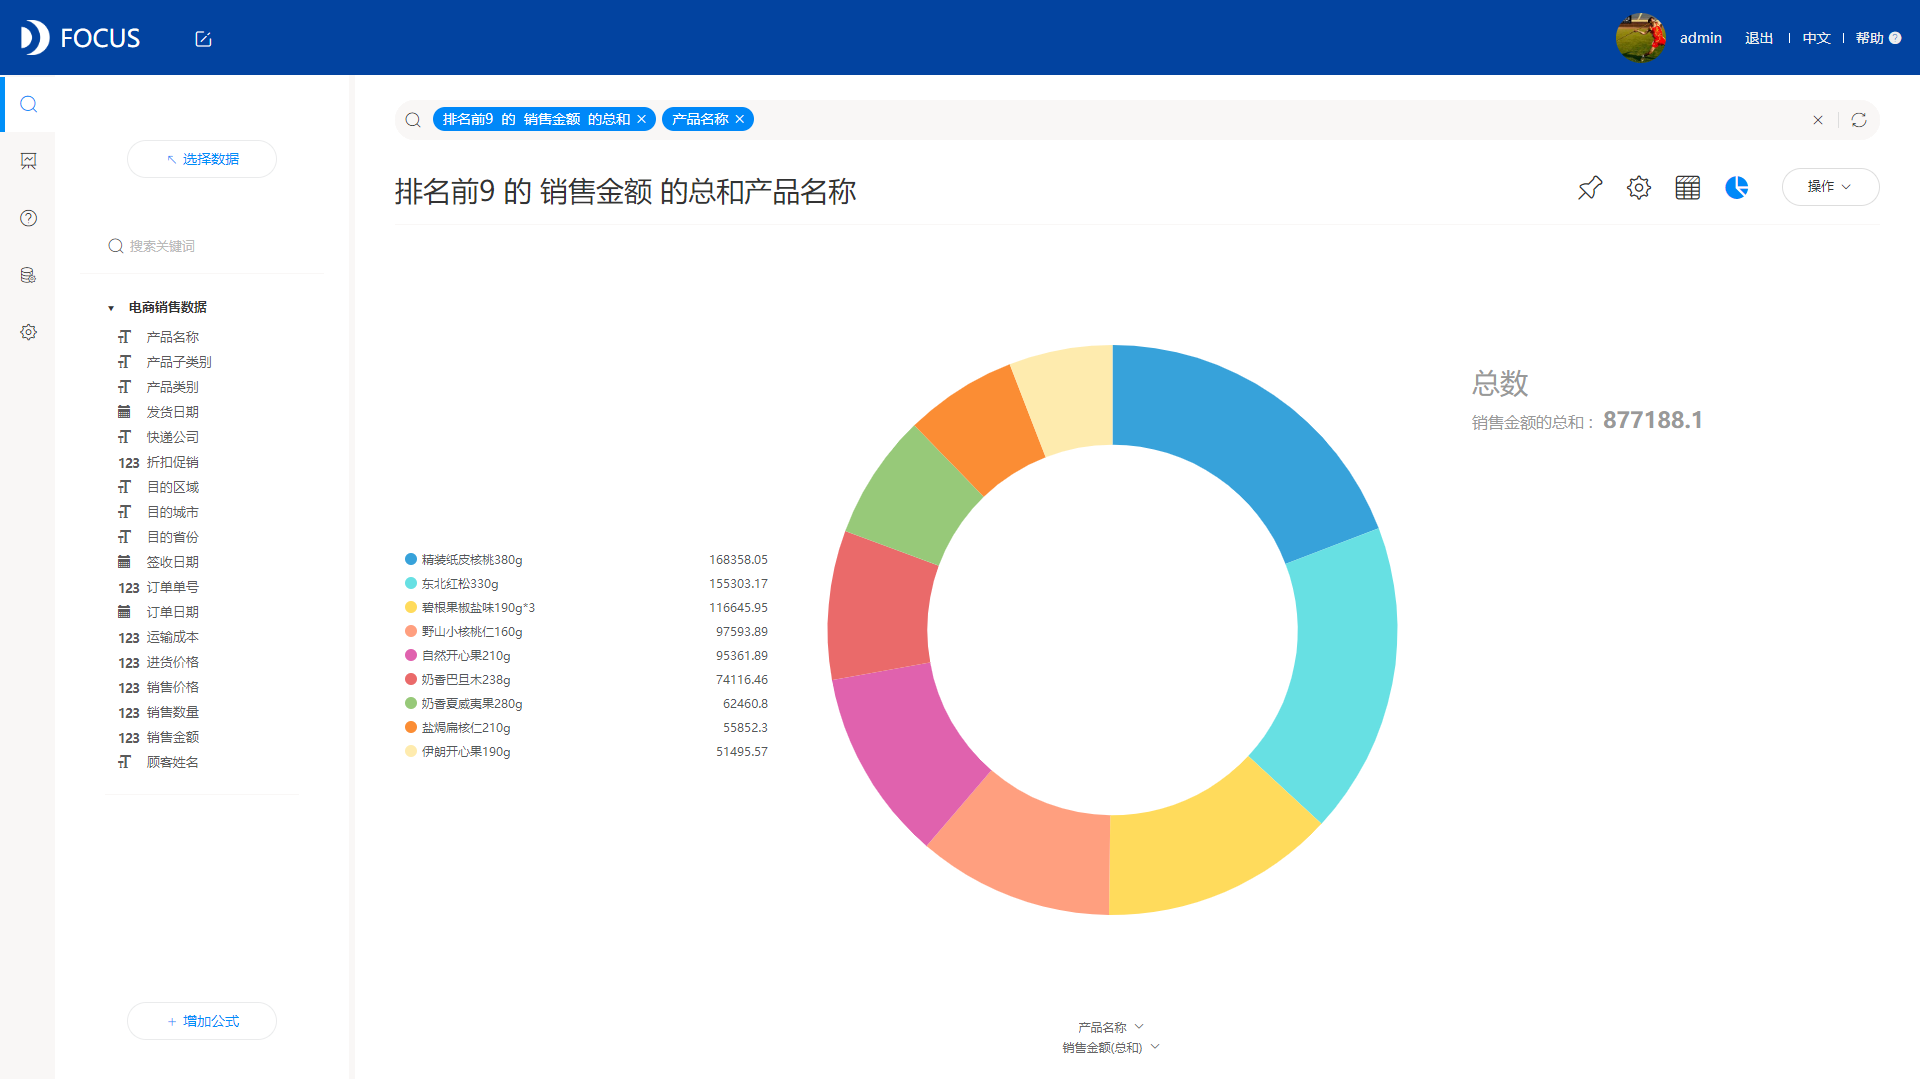 FOCUS
admin 退出 中文 帮助 ?
排名前9 的 销售金额 的总和 产品名称
选择数据
排名前9 的 销售金额 的总和产品名称
操作
搜索关键词
电商销售数据
产品名称
产品子类别
产品类别
发货日期
快递公司
123 折扣促销
目的区域
目的城市
目的省份
签收日期
123 订单单号
订单日期
123 运输成本
123 进货价格
123 销售价格
123 销售数量
123 销售金额
顾客姓名
+ 增加公式
精装纸皮核桃380g 168358.05
东北红松330g 155303.17
碧根果椒盐味190g*3 116645.95
野山小核桃仁160g 97593.89
自然开心果210g 95361.89
奶香巴旦木238g 74116.46
奶香夏威夷果280g 62460.8
盐焗扁核仁210g 55852.3
伊朗开心果190g 51495.57
总数
销售金额的总和 : 877188.1
产品名称
销售金额(总和)